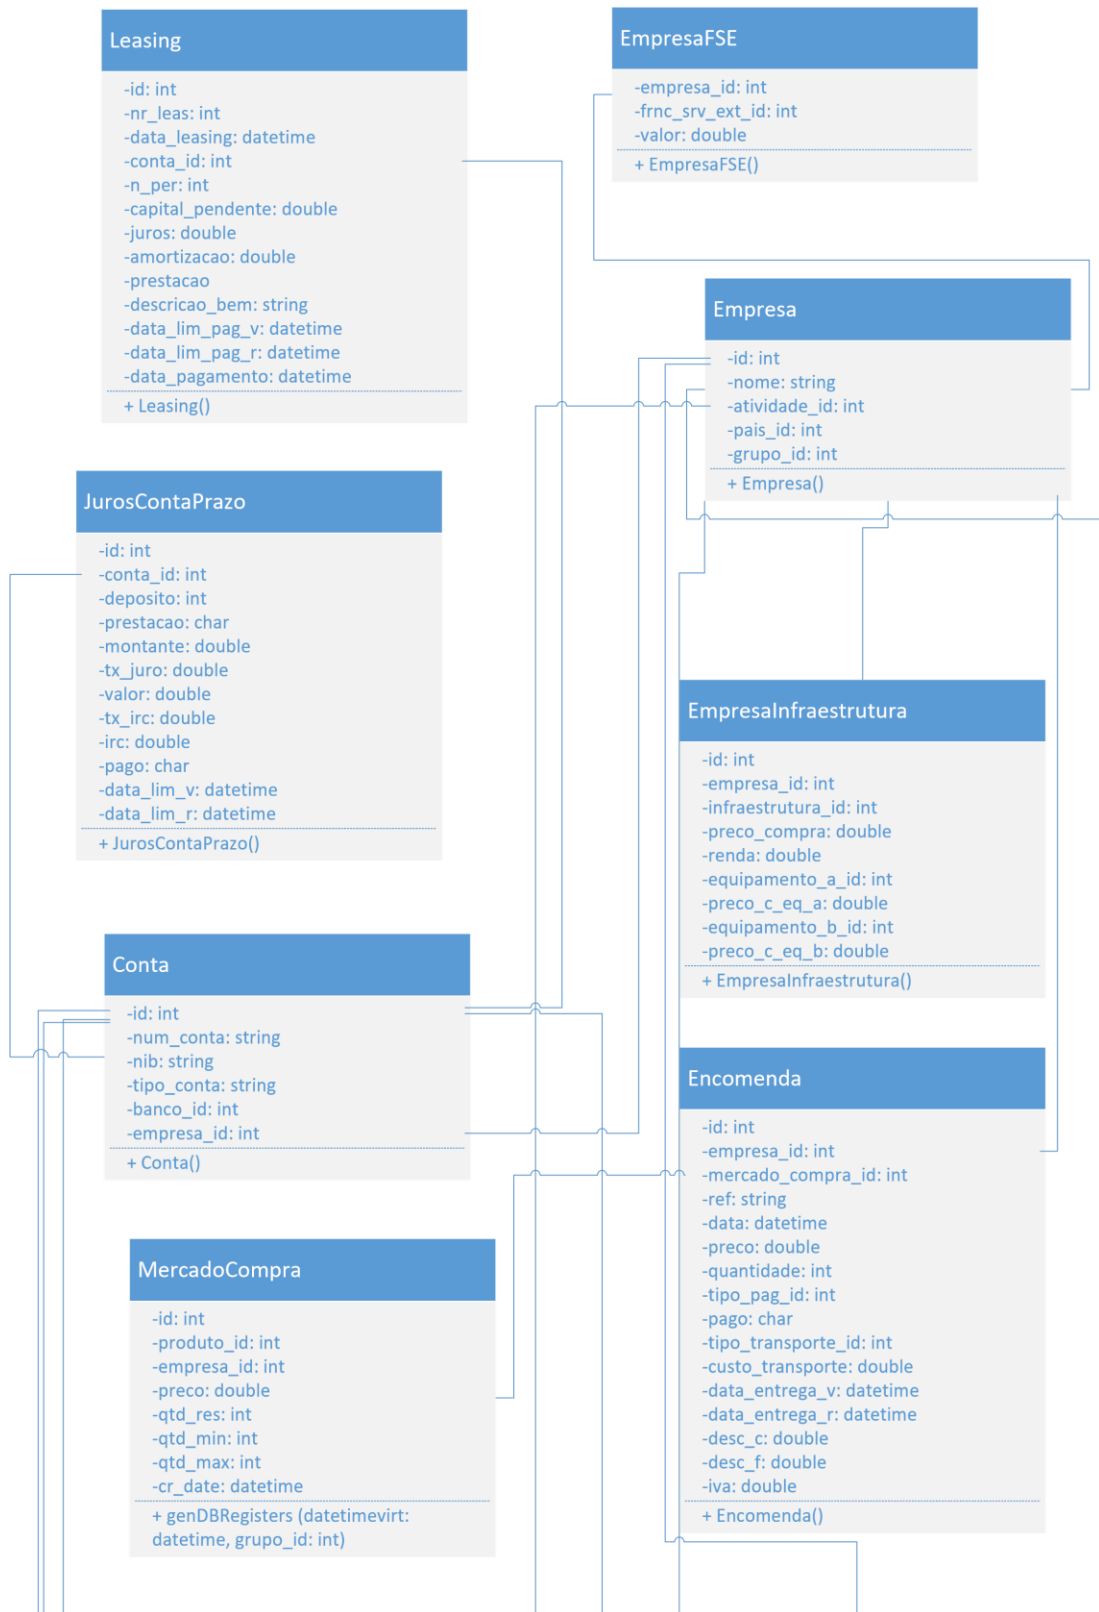 Leasing
-id: int
-nr_leas: int
-data_leasing: datetime
-conta_id: int
-n_per: int
-capital_pendente: double
-juros: double
-amortizacao: double
-prestacao
-descricao_bem: string
-data_lim_pag_v: datetime
-data_lim_pag_r: datetime
-data_pagamento: datetime
+ Leasing()
EmpresaFSE
-empresa_id: int
-frnc_srv_ext_id: int
-valor: double
+ EmpresaFSE()
Empresa
-id: int
-nome: string
-atividade_id: int
-pais_id: int
-grupo_id: int
+ Empresa()
JurosContaPrazo
-id: int
-conta_id: int
-deposito: int
-prestacao: char
-montante: double
-tx_juro: double
-valor: double
-tx_irc: double
-irc: double
-pago: char
-data_lim_v: datetime
-data_lim_r: datetime
+ JurosContaPrazo()
EmpresaInfraestrutura
-id: int
-empresa_id: int
-infraestrutura_id: int
-preco_compra: double
-renda: double
-equipamento_a_id: int
-preco_c_eq_a: double
-equipamento_b_id: int
-preco_c_eq_b: double
+ EmpresaInfraestrutura()
Conta
-id: int
-num_conta: string
-nib: string
-tipo_conta: string
-banco_id: int
-empresa_id: int
+ Conta()
Encomenda
-id: int
-empresa_id: int
-mercado_compra_id: int
-ref: string
-data: datetime
-preco: double
-quantidade: int
-tipo_pag_id: int
-pago: char
-tipo_transporte_id: int
-custo_transporte: double
-data_entrega_v: datetime
-data_entrega_r: datetime
-desc_c: double
-desc_f: double
-iva: double
+ Encomenda()
MercadoCompra
-id: int
-produto_id: int
-empresa_id: int
-preco: double
-qtd_res: int
-qtd_min: int
-qtd_max: int
-cr_date: datetime
+ genDBRegisters (datetimevirt:
datetime, grupo_id: int)